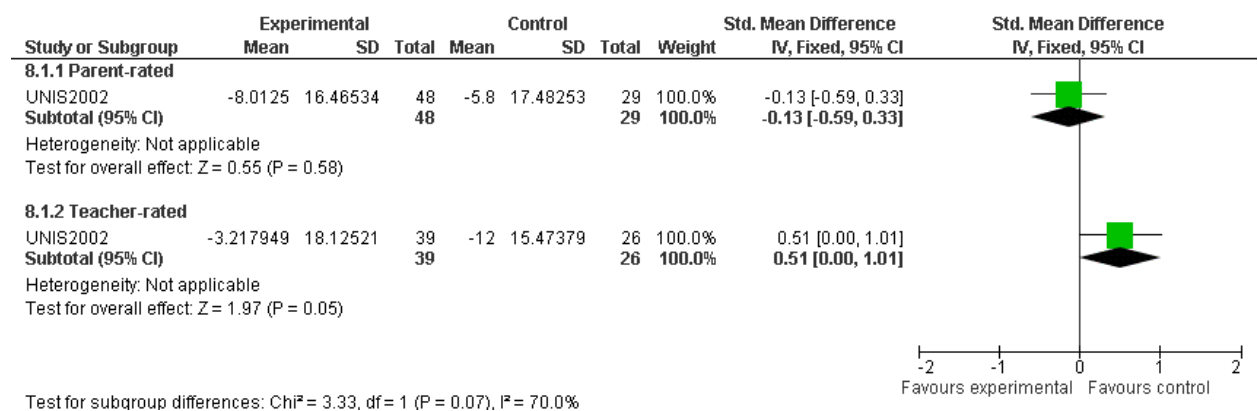 Experimental Control Std. Mean Difference Std. Mean Difference
Study or Subgroup Mean SD Total Mean SD Total Weight IV, Fixed, 95% CI IV, Fixed, 95% CI
8.1.1 Parent-rated
UNIS2002 -8.0125 16.46534 48 -5.8 17.48253 29 100.0% -0.13 [-0.59, 0.33]
Subtotal (95% CI) 48 29 100.0% -0.13 [-0.59, 0.33]
Heterogeneity: Not applicable
Test for overall effect: Z = 0.55 (P = 0.58)
8.1.2 Teacher-rated
UNIS2002 -3.217949 18.12521 39 -12 15.47379 26 100.0% 0.51 [0.00, 1.01]
Subtotal (95% CI) 39 26 100.0% 0.51 [0.00, 1.01]
Heterogeneity: Not applicable
Test for overall effect: Z = 1.97 (P = 0.05)
-2 -1 0 1 2
Favours experimental Favours control
Test for subgroup differences: Chi² = 3.33, df = 1 (P = 0.07), I² = 70.0%